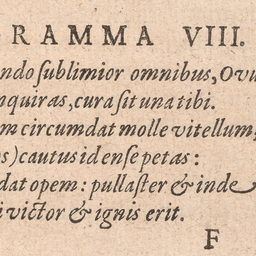 RAMMA VIII.
ndo sublimior omnibus, Ovu
nquiras, cura sit una tibi.
m circumdat molle vitellum,
os) cautus id ense petas:
dat opem: pullaster & inde
i victor & ignis erit.
F